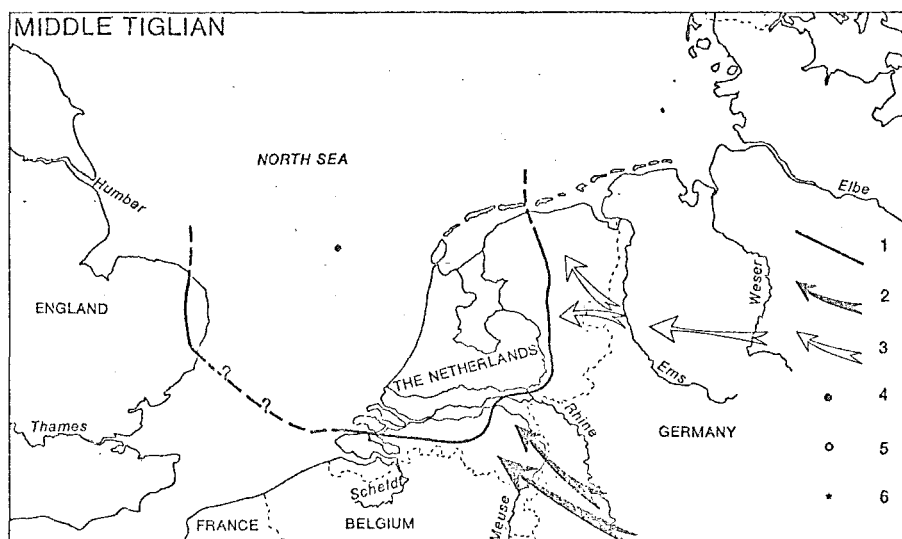 MIDDLE TIGLIAN
NORTH SEA
Humber
Elbe
1
Weser
2
ENGLAND
?
3
THE NETHERLANDS
Ems
?
4
Rhine
Thames
GERMANY
5
Scheldt
6
FRANCE
BELGIUM
Meuse